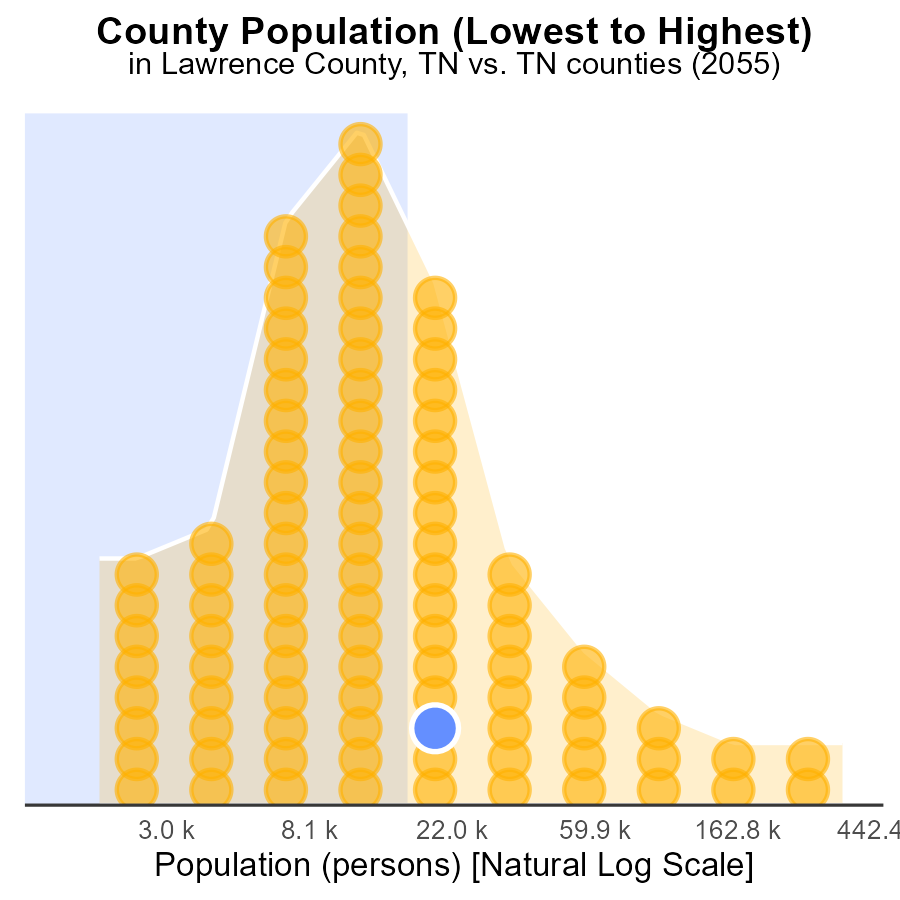 County Population (Lowest to Highest)
in Lawrence County, TN vs. TN counties (2055)
3.0 k 8.1 k 22.0 k 59.9 k 162.8 k 442.4
Population (persons) [Natural Log Scale]